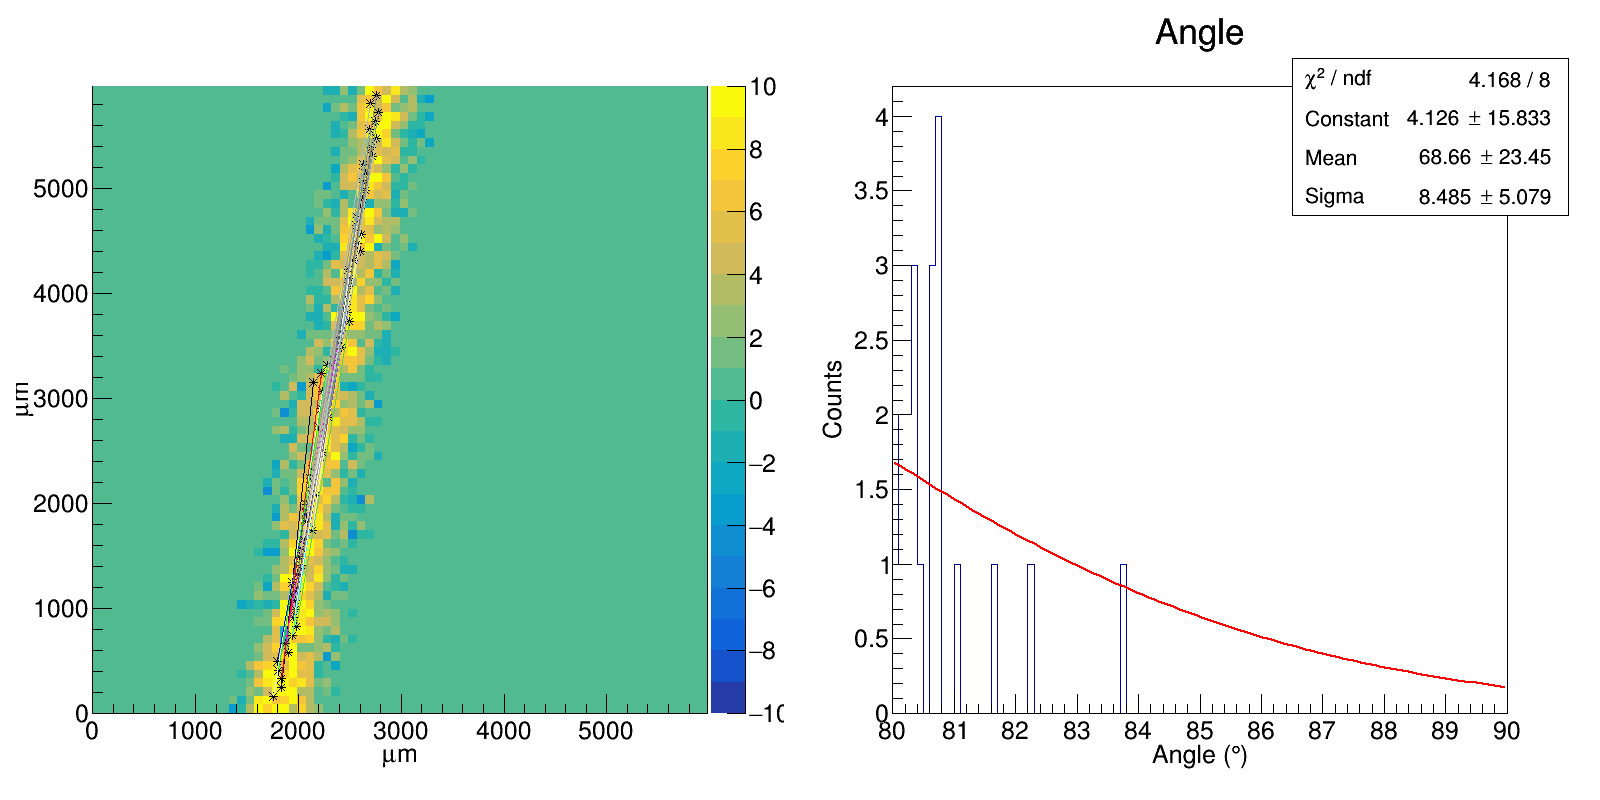 Angle
χ² / ndf 4.168 / 8
Constant 4.126 ± 15.833
Mean 68.66 ± 23.45
Sigma 8.485 ± 5.079
μm
5000
4000
3000
2000
1000
0
0 1000 2000 3000 4000 5000
μm
10
8
6
4
2
0
−2
−4
−6
−8
−10
Counts
4
3.5
3
2.5
2
1.5
1
0.5
0
80 81 82 83 84 85 86 87 88 89 90
Angle (°)